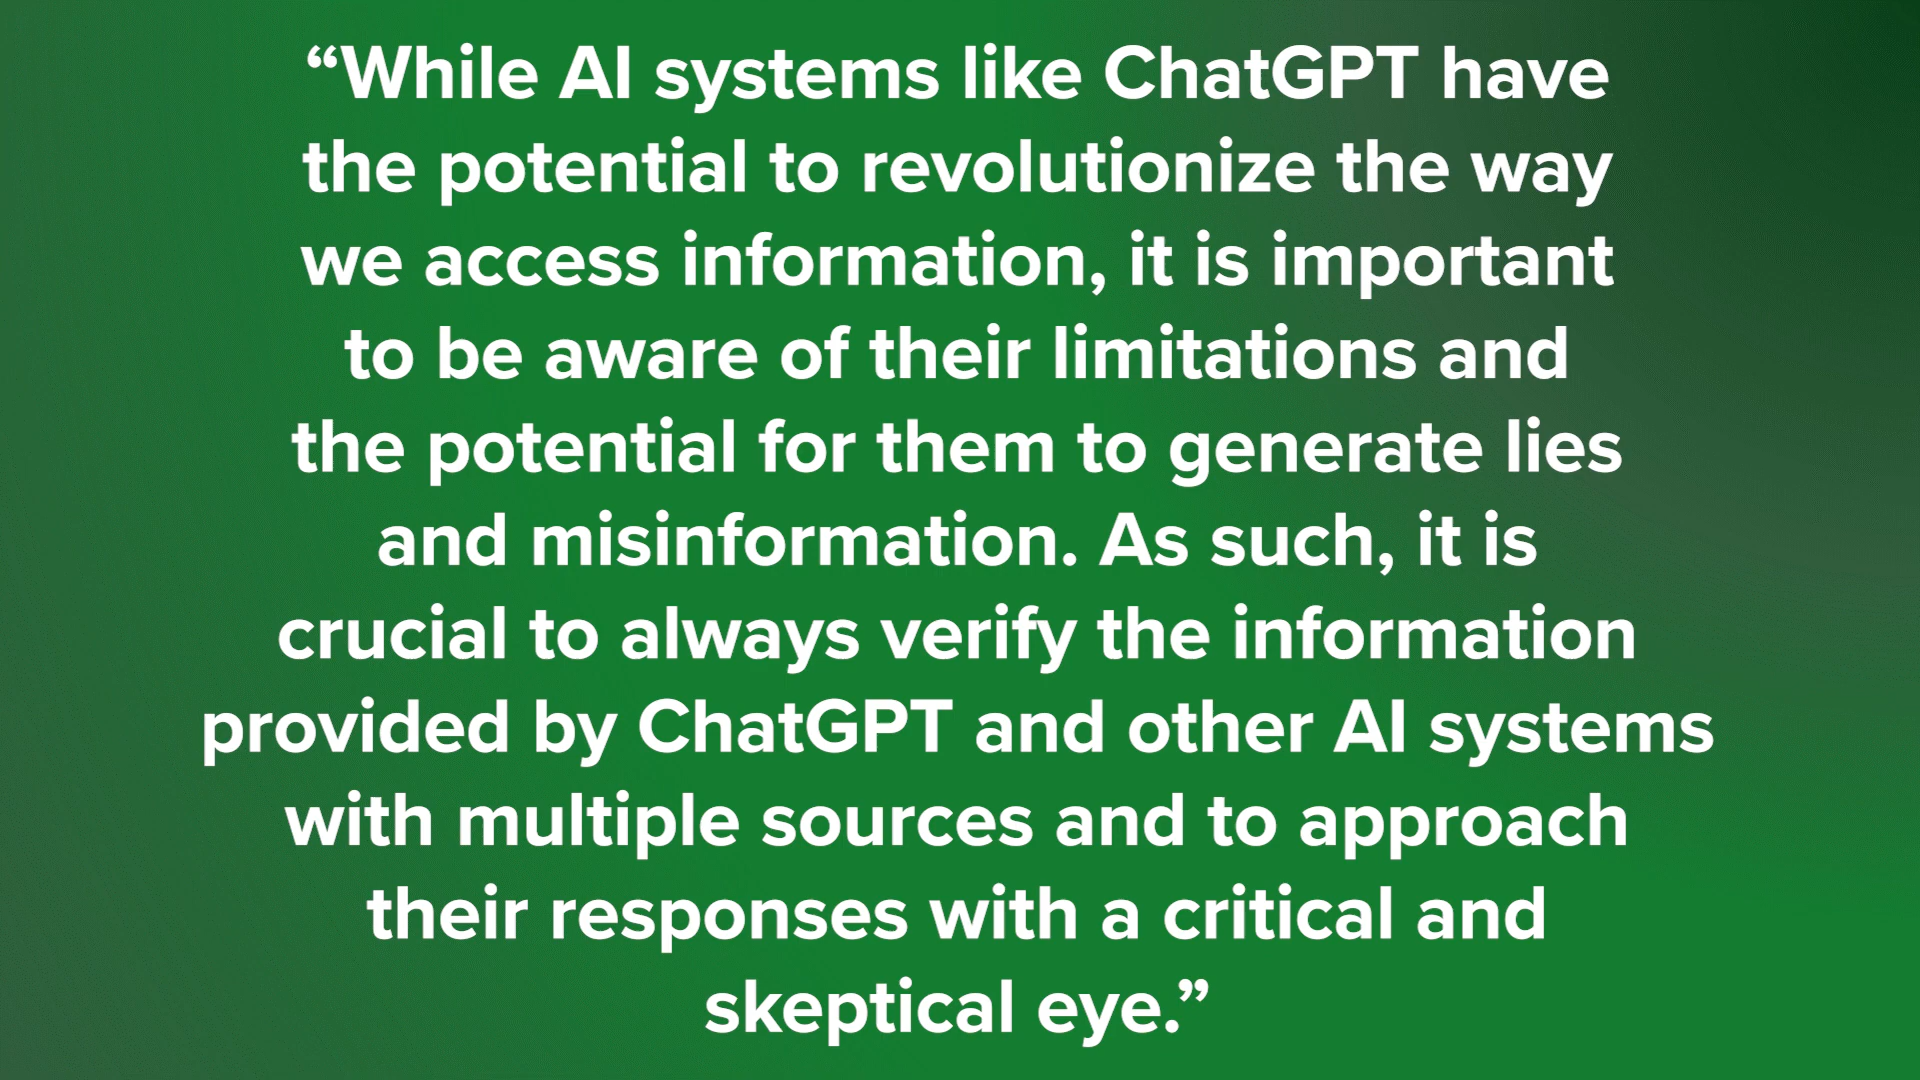 “While AI systems like ChatGPT have
the potential to revolutionize the way
we access information, it is important
to be aware of their limitations and
the potential for them to generate lies
and misinformation. As such, it is
crucial to always verify the information
provided by ChatGPT and other AI systems
with multiple sources and to approach
their responses with a critical and
skeptical eye.”